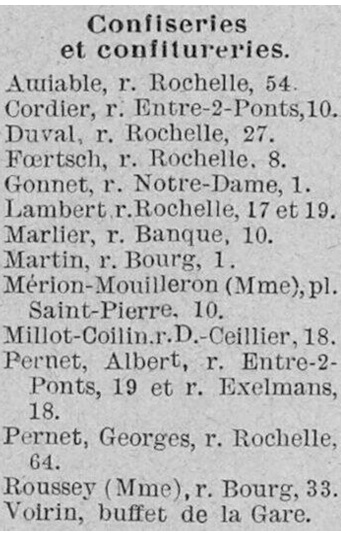 Confiseries
et confitureries.
Amiable, r. Rochelle, 54.
Cordier, r. Entre-2-Ponts, 10.
Duval, r. Rochelle, 27.
Fœrtsch, r. Rochelle. 8.
Gonnet, r. Notre-Dame, 1.
Lambert r. Rochelle, 17 et 19.
Marlier, r. Banque, 10.
Martin, r. Bourg, 1.
Mérion-Mouilleron (Mme), pl.
Saint-Pierre. 10.
Millot-Coilin. r. D.-Ceillier, 18.
Pernet, Albert, r. Entre-2-
Ponts, 19 et r. Exelmans,
18.
Pernet, Georges, r. Rochelle,
64.
Roussey (Mme), r. Bourg, 33.
Voirin, buffet de la Gare.